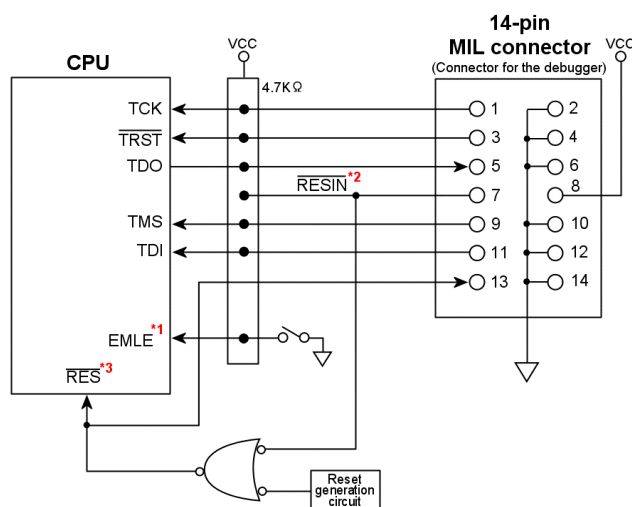 14-pin
MIL connector
(Connector for the debugger)
VCC
VCC
CPU
4.7KΩ
TCK
1
2
TRST
3
4
TDO
5
6
RESIN*2
7
8
TMS
9
10
TDI
11
12
13
14
EMLE*1
RES*3
Reset
generation
circuit